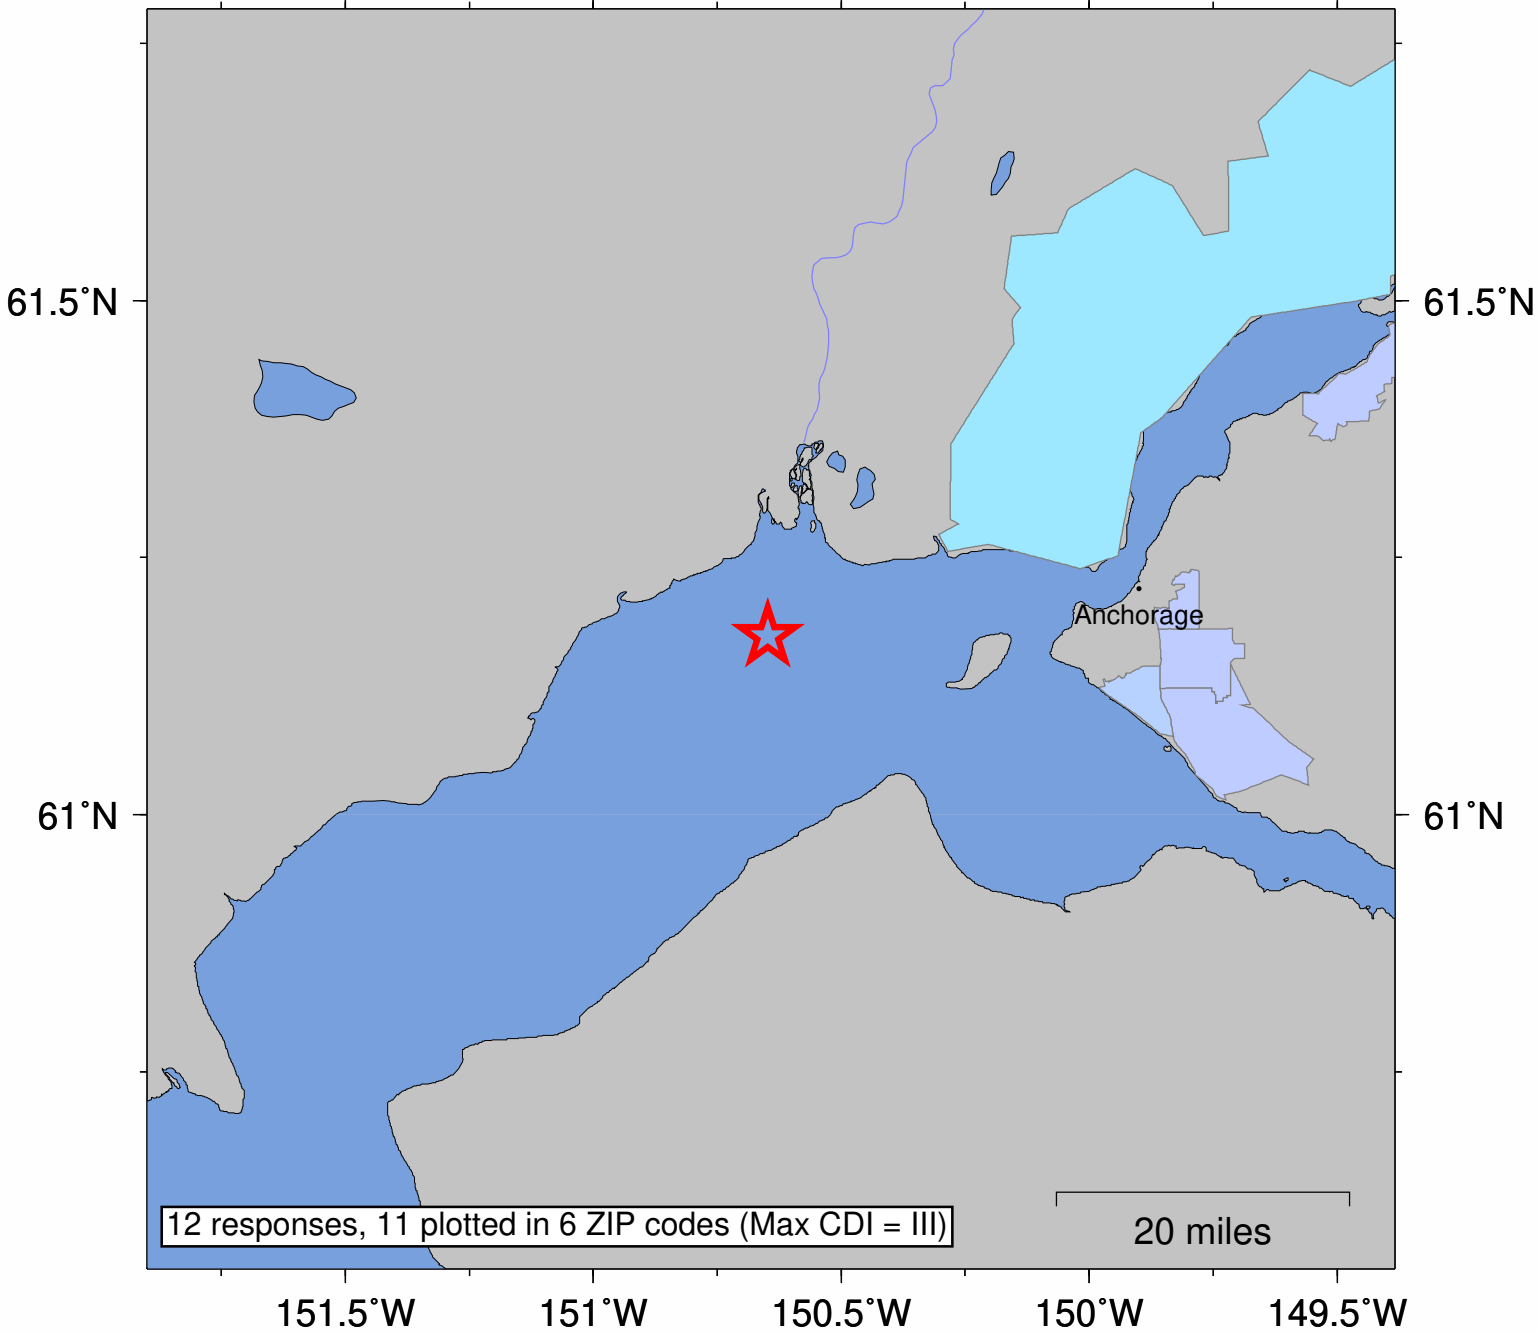 61.5˚N
61.5˚N
Anchorage
61˚N
61˚N
12 responses, 11 plotted in 6 ZIP codes (Max CDI = III)
20 miles
151.5˚W
151˚W
150.5˚W
150˚W
149.5˚W